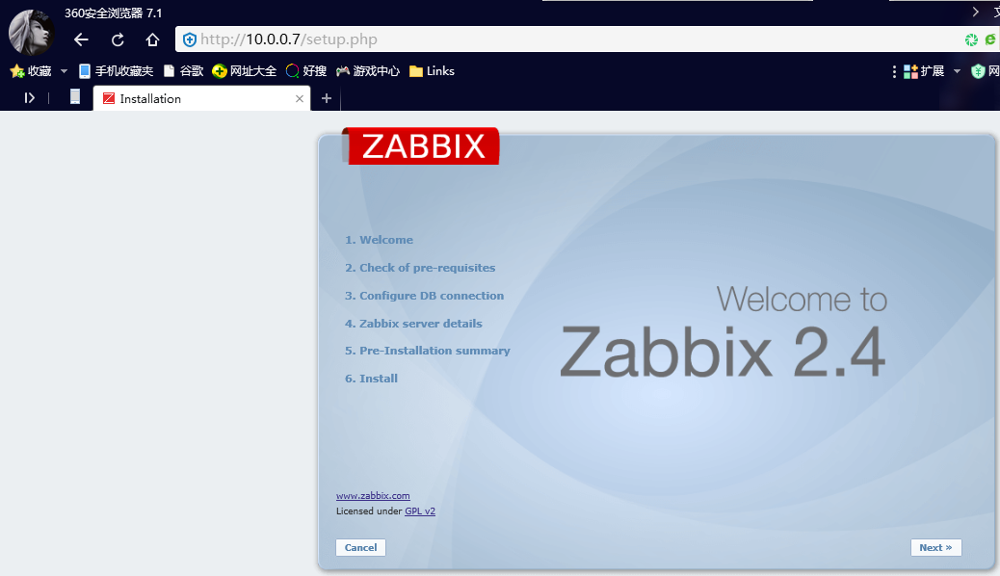 360安全浏览器 7.1
http://10.0.0.7/setup.php
收藏 手机收藏夹 谷歌 网址大全 好搜 游戏中心 Links 扩展 网
Installation
ZABBIX
1. Welcome
2. Check of pre-requisites
3. Configure DB connection
4. Zabbix server details
5. Pre-Installation summary
6. Install
Welcome to
Zabbix 2.4
www.zabbix.com
Licensed under GPL v2
Cancel Next »